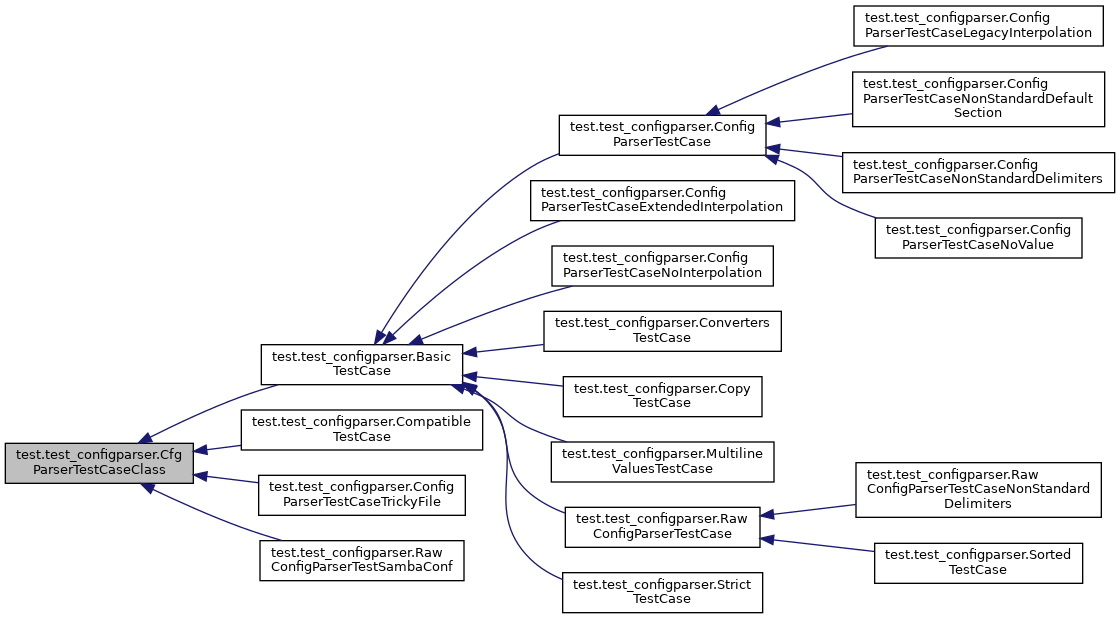 test.test_configparser.Cfg
ParserTestCaseClass
test.test_configparser.Basic
TestCase
test.test_configparser.Compatible
TestCase
test.test_configparser.Config
ParserTestCaseTrickyFile
test.test_configparser.Raw
ConfigParserTestSambaConf
test.test_configparser.Config
ParserTestCase
test.test_configparser.Config
ParserTestCaseExtendedInterpolation
test.test_configparser.Config
ParserTestCaseNoInterpolation
test.test_configparser.Converters
TestCase
test.test_configparser.Copy
TestCase
test.test_configparser.Multiline
ValuesTestCase
test.test_configparser.Raw
ConfigParserTestCase
test.test_configparser.Strict
TestCase
test.test_configparser.Config
ParserTestCaseLegacyInterpolation
test.test_configparser.Config
ParserTestCaseNonStandardDefault
Section
test.test_configparser.Config
ParserTestCaseNonStandardDelimiters
test.test_configparser.Config
ParserTestCaseNoValue
test.test_configparser.Raw
ConfigParserTestCaseNonStandard
Delimiters
test.test_configparser.Sorted
TestCase